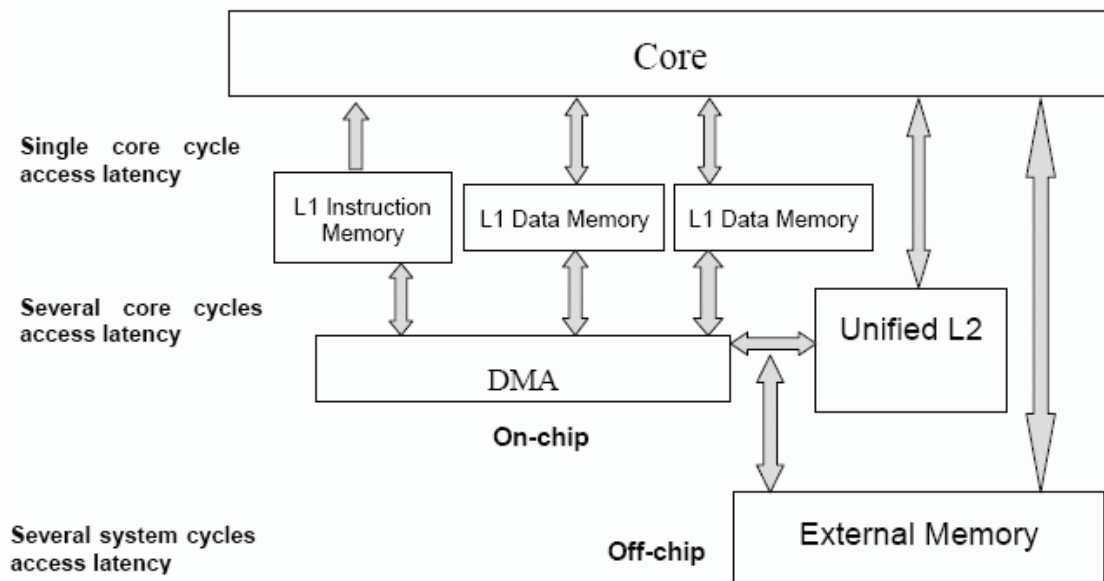 Core
Single core cycle
access latency
L1 Instruction
Memory
L1 Data Memory
L1 Data Memory
Several core cycles
access latency
Unified L2
DMA
On-chip
External Memory
Several system cycles
access latency
Off-chip